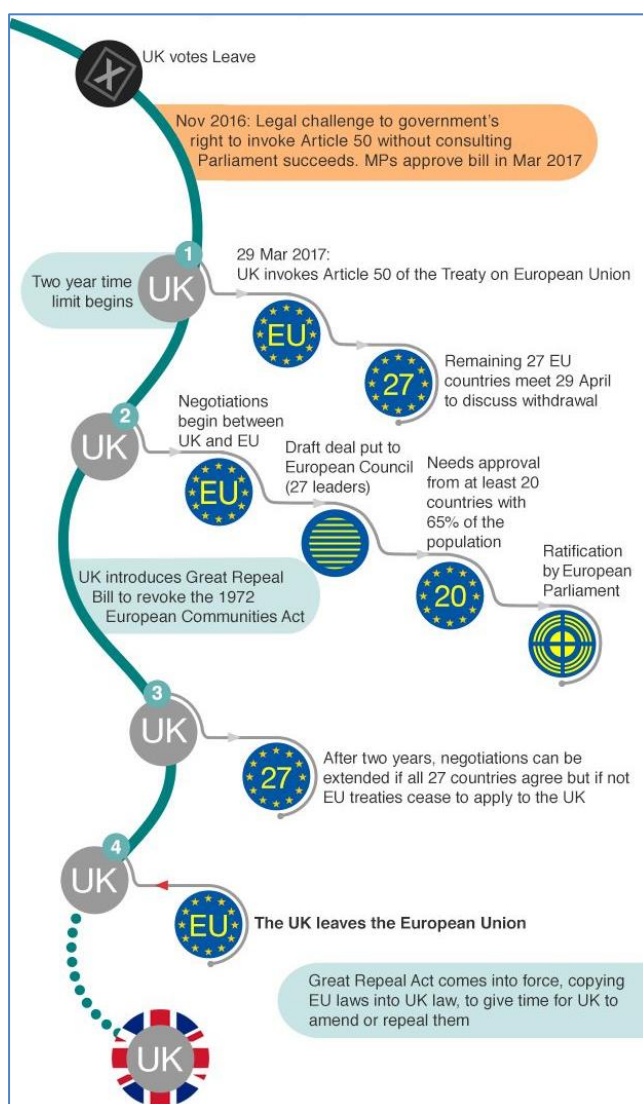 X
UK votes Leave
Nov 2016: Legal challenge to government's
right to invoke Article 50 without consulting
Parliament succeeds. MPs approve bill in Mar 2017
1
Two year time
limit begins
UK
29 Mar 2017:
UK invokes Article 50 of the Treaty on European Union
EU
27
Remaining 27 EU
countries meet 29 April
to discuss withdrawal
2
UK
Negotiations
begin between
UK and EU
EU
Draft deal put to
European Council
(27 leaders)
Needs approval
from at least 20
countries with
65% of the
population
20
Ratification
by European
Parliament
UK introduces Great Repeal
Bill to revoke the 1972
European Communities Act
3
UK
27
After two years, negotiations can be
extended if all 27 countries agree but if not
EU treaties cease to apply to the UK
4
UK
EU
The UK leaves the European Union
Great Repeal Act comes into force, copying
EU laws into UK law, to give time for UK to
amend or repeal them
UK